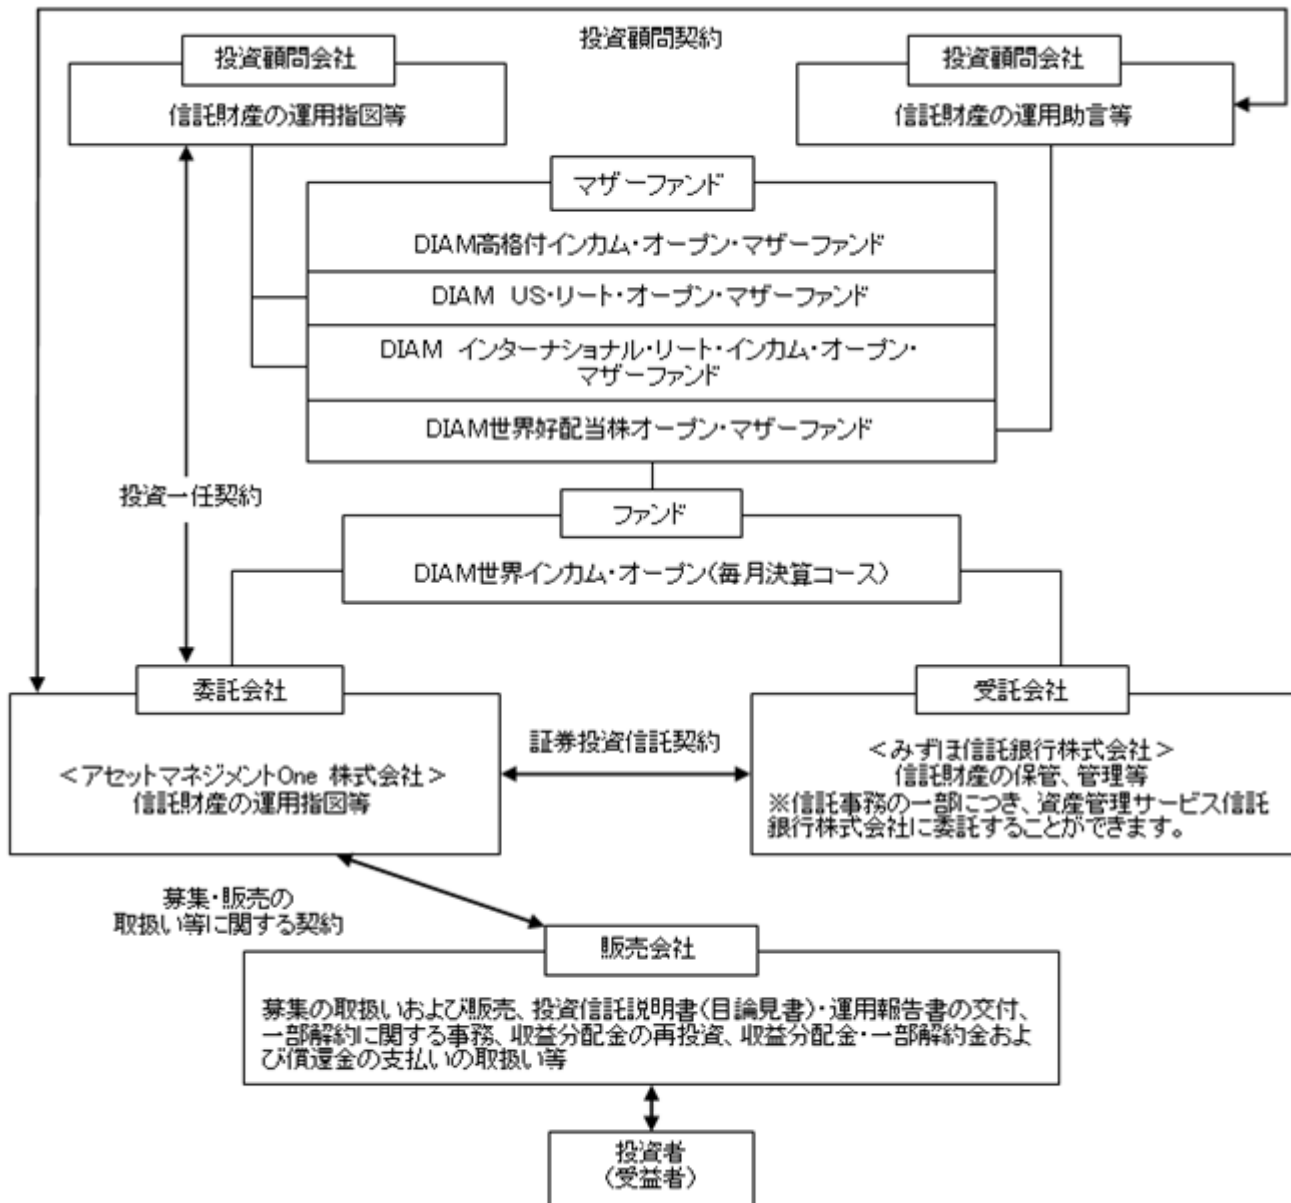 投資顧問契約
投資顧問会社
信託財産の運用指図等
投資顧問会社
信託財産の運用助言等
マザーファンド
DIAM高格付インカム・オープン・マザーファンド
DIAM US・リート・オープン・マザーファンド
DIAM インターナショナル・リート・インカム・オープン・
マザーファンド
DIAM世界好配当株オープン・マザーファンド
投資一任契約
ファンド
DIAM世界インカム・オープン(毎月決算コース)
委託会社
<アセットマネジメントOne 株式会社>
信託財産の運用指図等
証券投資信託契約
受託会社
<みずほ信託銀行株式会社>
信託財産の保管、管理等
※信託事務の一部につき、資産管理サービス信託
銀行株式会社に委託することができます。
募集・販売の
取扱い等に関する契約
販売会社
募集の取扱いおよび販売、投資信託説明書(目論見書)・運用報告書の交付、
一部解約に関する事務、収益分配金の再投資、収益分配金・一部解約金およ
び償還金の支払いの取扱い等
投資者
(受益者)